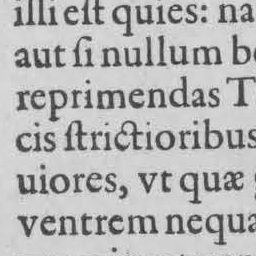 illi eſt quies: na
aut ſi nullum b
reprimendas T
cis ſtrictioribus
uiores, vt quæ
ventrem nequa